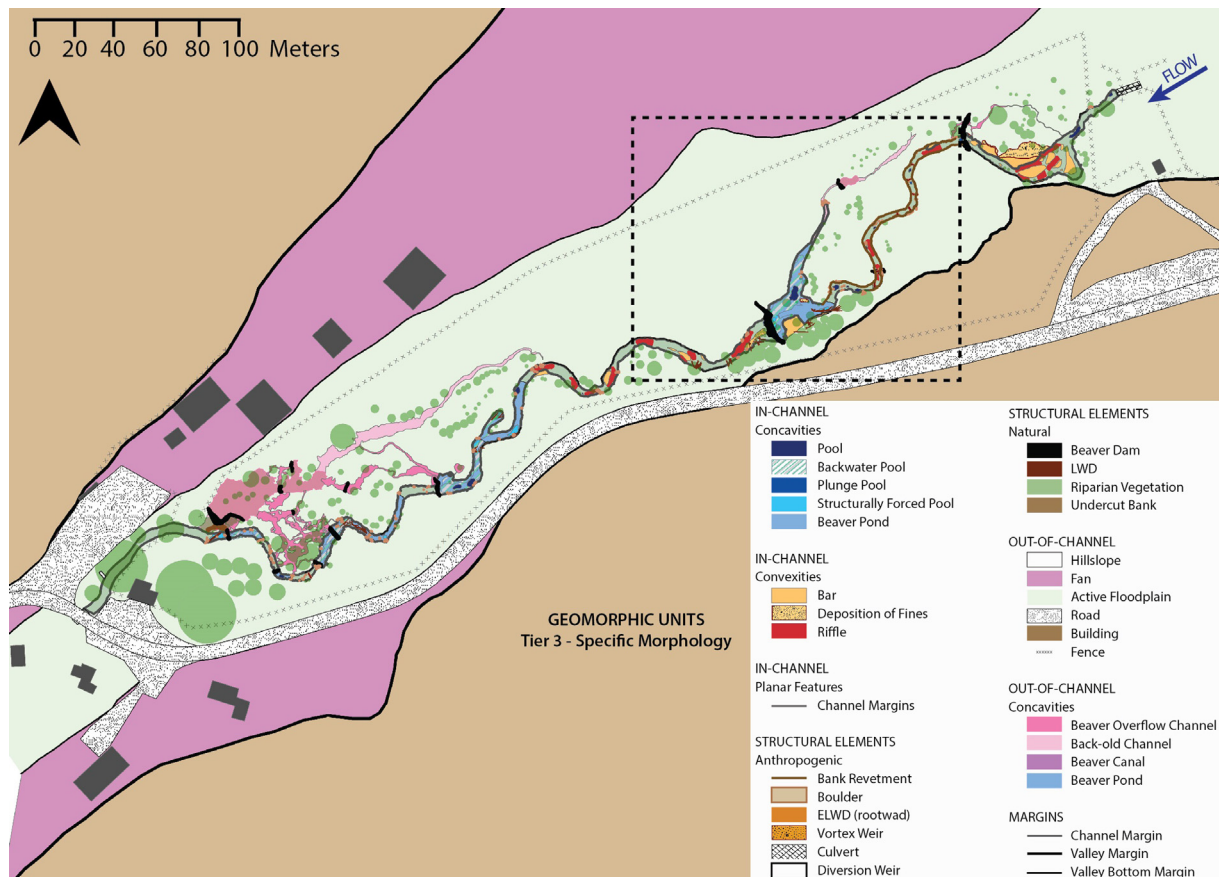 0 20 40 60 80 100 Meters
FLOW
GEOMORPHIC UNITS
Tier 3 - Specific Morphology
IN-CHANNEL
Concavities
Pool
Backwater Pool
Plunge Pool
Structurally Forced Pool
Beaver Pond
IN-CHANNEL
Convexities
Bar
Deposition of Fines
Riffle
IN-CHANNEL
Planar Features
Channel Margins
STRUCTURAL ELEMENTS
Anthropogenic
Bank Revetment
Boulder
ELWD (rootwad)
Vortex Weir
Culvert
Diversion Weir
STRUCTURAL ELEMENTS
Natural
Beaver Dam
LWD
Riparian Vegetation
Undercut Bank
OUT-OF-CHANNEL
Hillslope
Fan
Active Floodplain
Road
Building
Fence
OUT-OF-CHANNEL
Concavities
Beaver Overflow Channel
Back-old Channel
Beaver Canal
Beaver Pond
MARGINS
Channel Margin
Valley Margin
Valley Bottom Margin